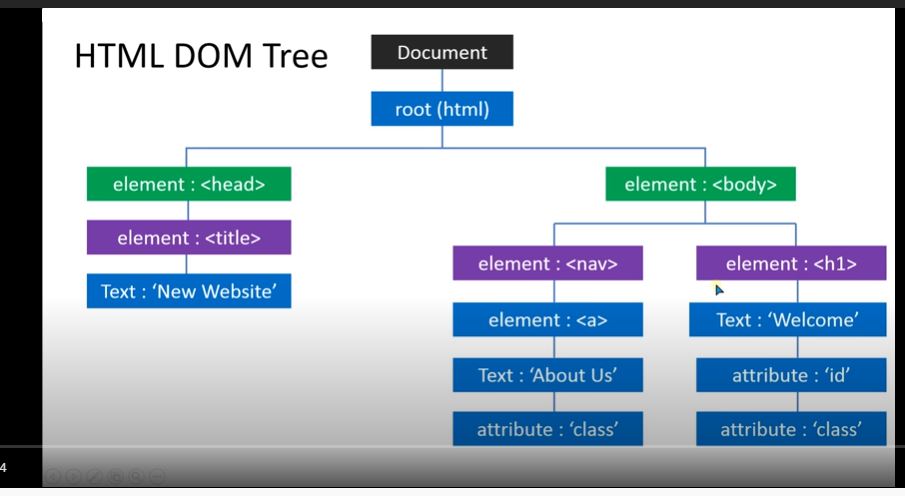 HTML DOM Tree
Document
root (html)
element : <head>
element : <body>
element : <title>
Text : ‘New Website’
element : <nav>
element : <h1>
element : <a>
Text : ‘Welcome’
Text : ‘About Us’
attribute : ‘id’
attribute : ‘class’
attribute : ‘class’
4